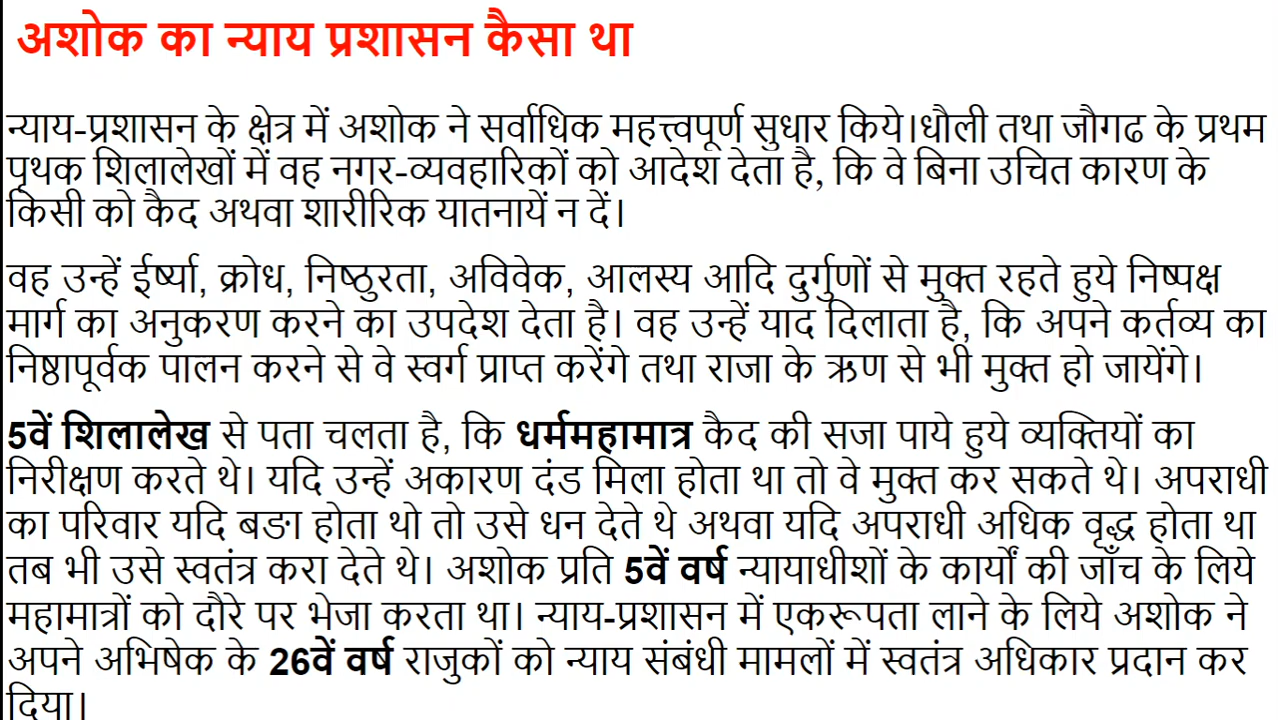 अशोक का न्याय प्रशासन कैसा था
न्याय-प्रशासन के क्षेत्र में अशोक ने सर्वाधिक महत्त्वपूर्ण सुधार किये।धौली तथा जौगढ के प्रथम
पृथक शिलालेखों में वह नगर-व्यवहारिकों को आदेश देता है, कि वे बिना उचित कारण के
किसी को कैद अथवा शारीरिक यातनायें न दें।
वह उन्हें ईर्ष्या, क्रोध, निष्ठुरता, अविवेक, आलस्य आदि दुर्गुणों से मुक्त रहते हुये निष्पक्ष
मार्ग का अनुकरण करने का उपदेश देता है। वह उन्हें याद दिलाता है, कि अपने कर्तव्य का
निष्ठापूर्वक पालन करने से वे स्वर्ग प्राप्त करेंगे तथा राजा के ऋण से भी मुक्त हो जायेंगे।
5वें शिलालेख से पता चलता है, कि धर्ममहामात्र कैद की सजा पाये हुये व्यक्तियों का
निरीक्षण करते थे। यदि उन्हें अकारण दंड मिला होता था तो वे मुक्त कर सकते थे। अपराधी
का परिवार यदि बङा होता थो तो उसे धन देते थे अथवा यदि अपराधी अधिक वृद्ध होता था
तब भी उसे स्वतंत्र करा देते थे। अशोक प्रति 5वें वर्ष न्यायाधीशों के कार्यों की जाँच के लिये
महामात्रों को दौरे पर भेजा करता था। न्याय-प्रशासन में एकरूपता लाने के लिये अशोक ने
अपने अभिषेक के 26वें वर्ष राजुकों को न्याय संबंधी मामलों में स्वतंत्र अधिकार प्रदान कर
दिया।